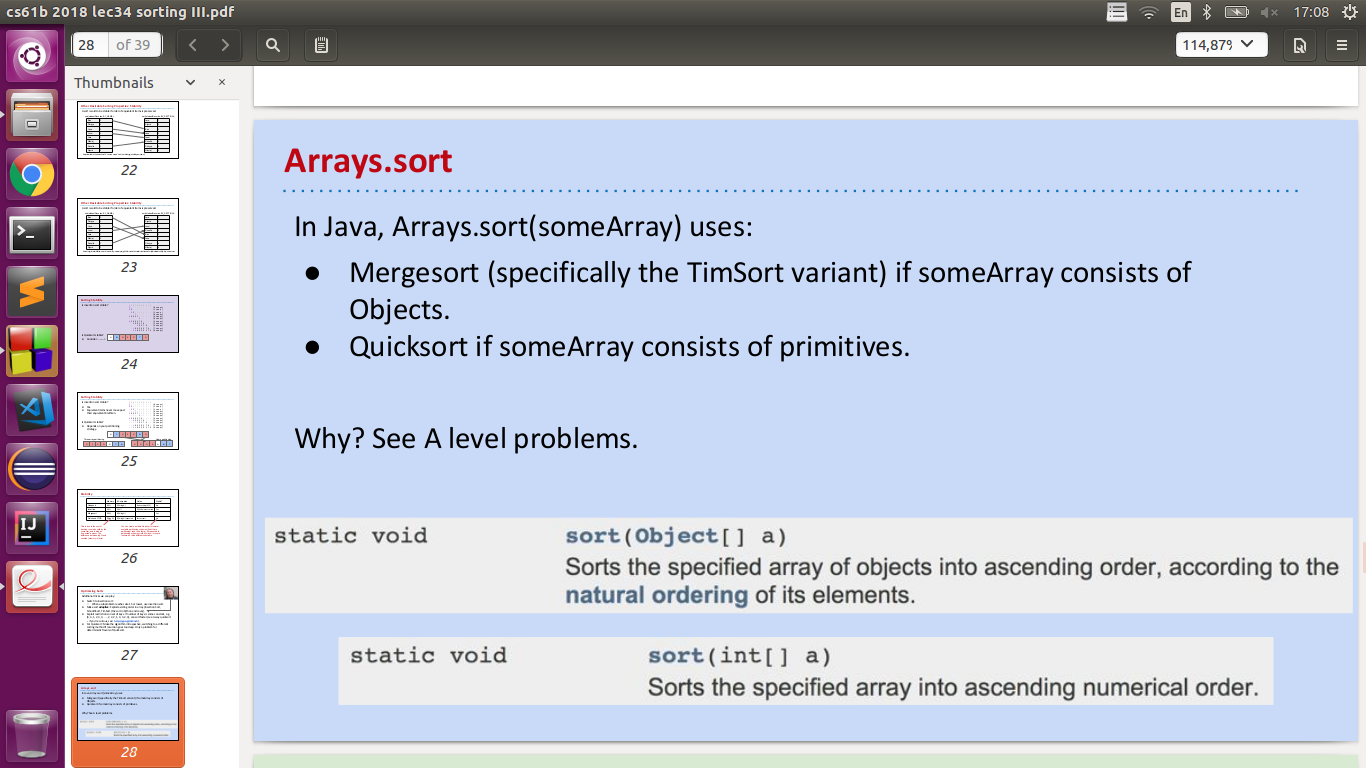 cs61b 2018 lec34 sorting III.pdf
En
17:08
28 of 39
114,87%
Thumbnails
22
23
24
25
26
27
28
Arrays.sort
In Java, Arrays.sort(someArray) uses:
● Mergesort (specifically the TimSort variant) if someArray consists of
Objects.
● Quicksort if someArray consists of primitives.
Why? See A level problems.
static void sort(Object[] a)
Sorts the specified array of objects into ascending order, according to the
natural ordering of its elements.
static void sort(int[] a)
Sorts the specified array into ascending numerical order.
IJ